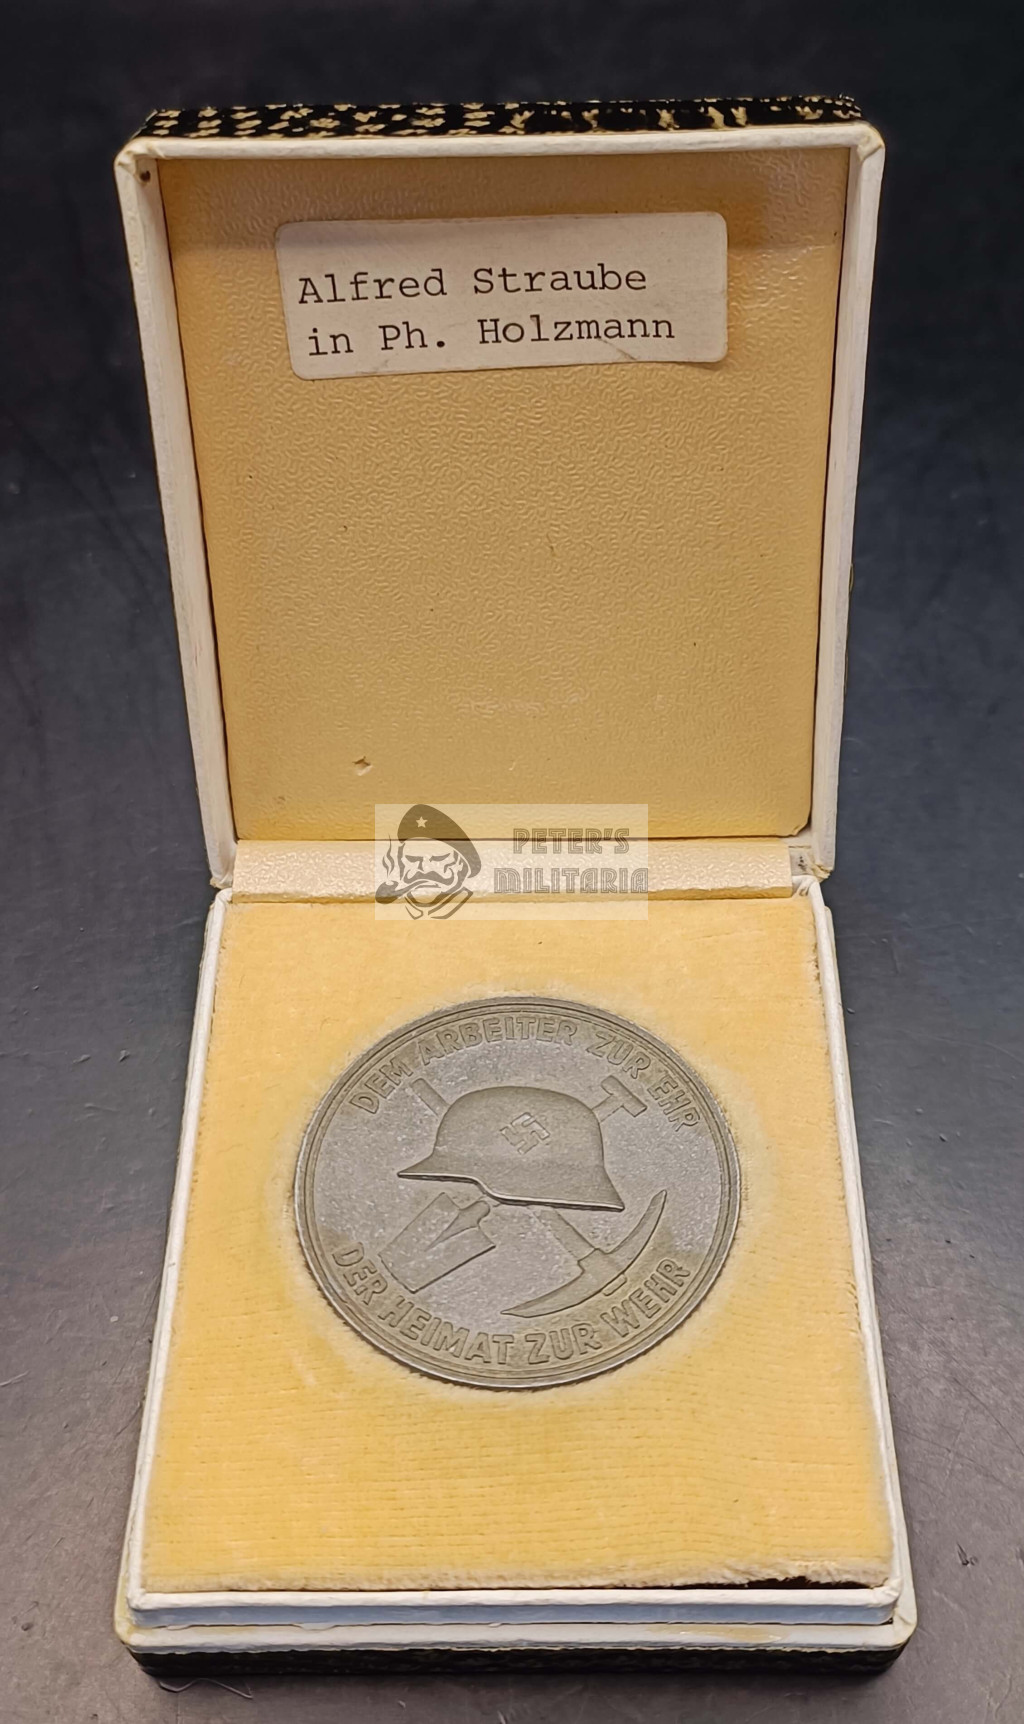 Alfred Straube
in Ph. Holzmann
PETER'S
MILITARIA
DEM ARBEITER ZUR EHR
DER HEIMAT ZUR WEHR